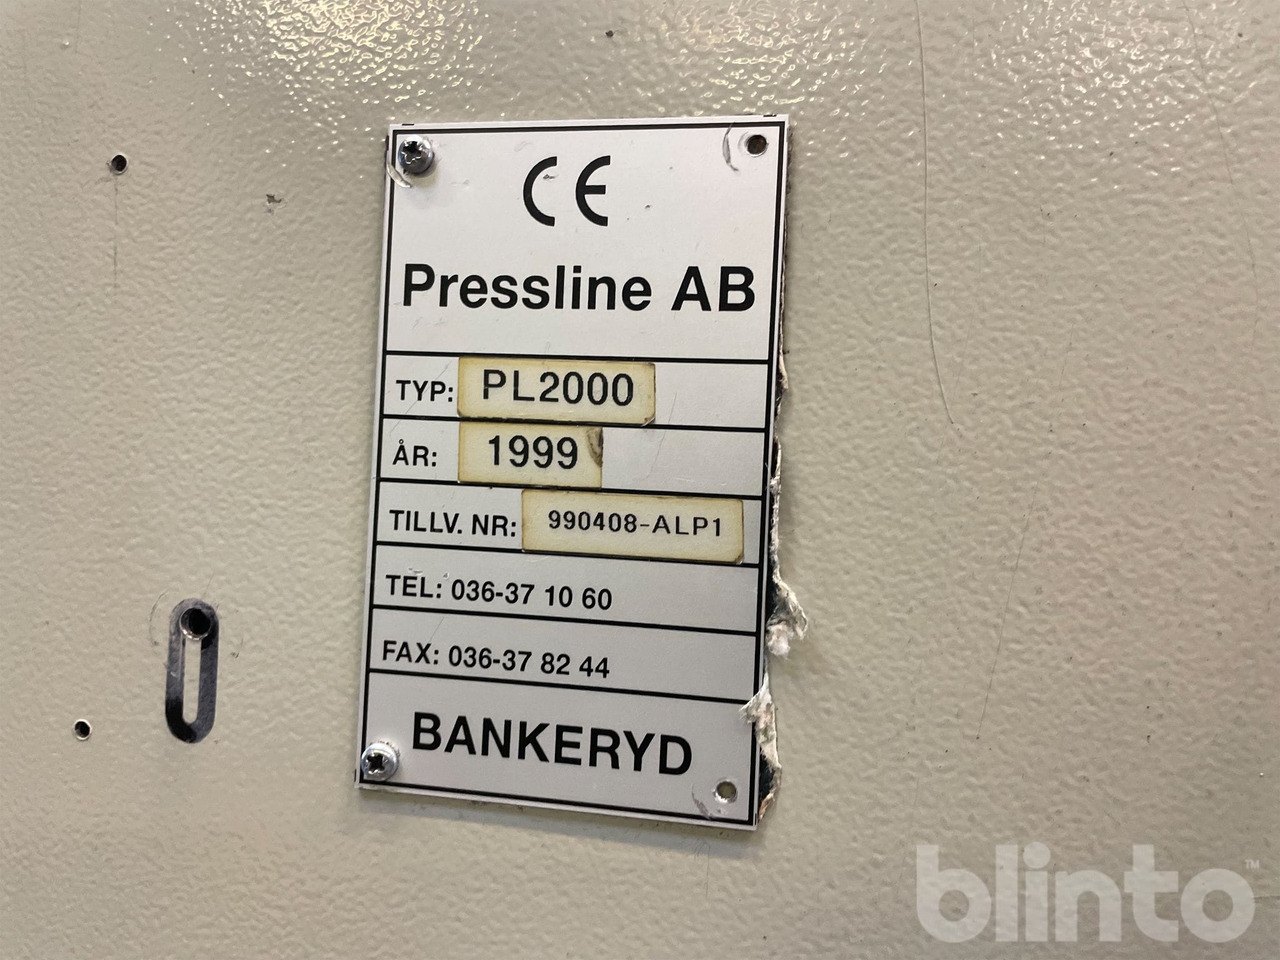 CE
Pressline AB
TYP: PL2000
ÅR: 1999
TILLV. NR: 990408-ALP1
TEL: 036-37 10 60
FAX: 036-37 82 44
BANKERYD
blinto™